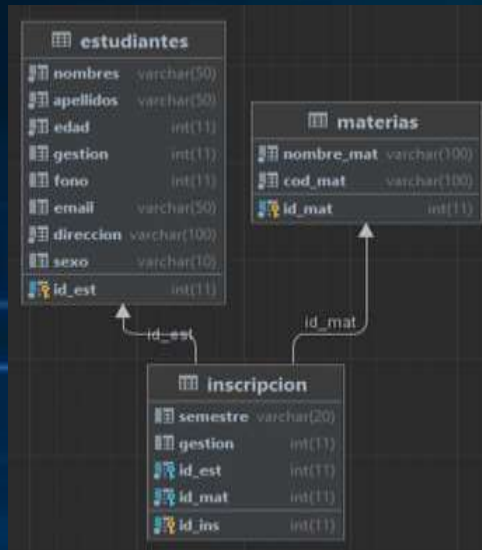 estudiantes
nombres varchar(50)
apellidos varchar(50)
edad int(11)
gestion int(11)
fono int(11)
email varchar(50)
direccion varchar(100)
sexo varchar(10)
id_est int(11)
materias
nombre_mat varchar(100)
cod_mat varchar(100)
id_mat int(11)
id_est
id_mat
inscripcion
semestre varchar(20)
gestion int(11)
id_est int(11)
id_mat int(11)
id_ins int(11)